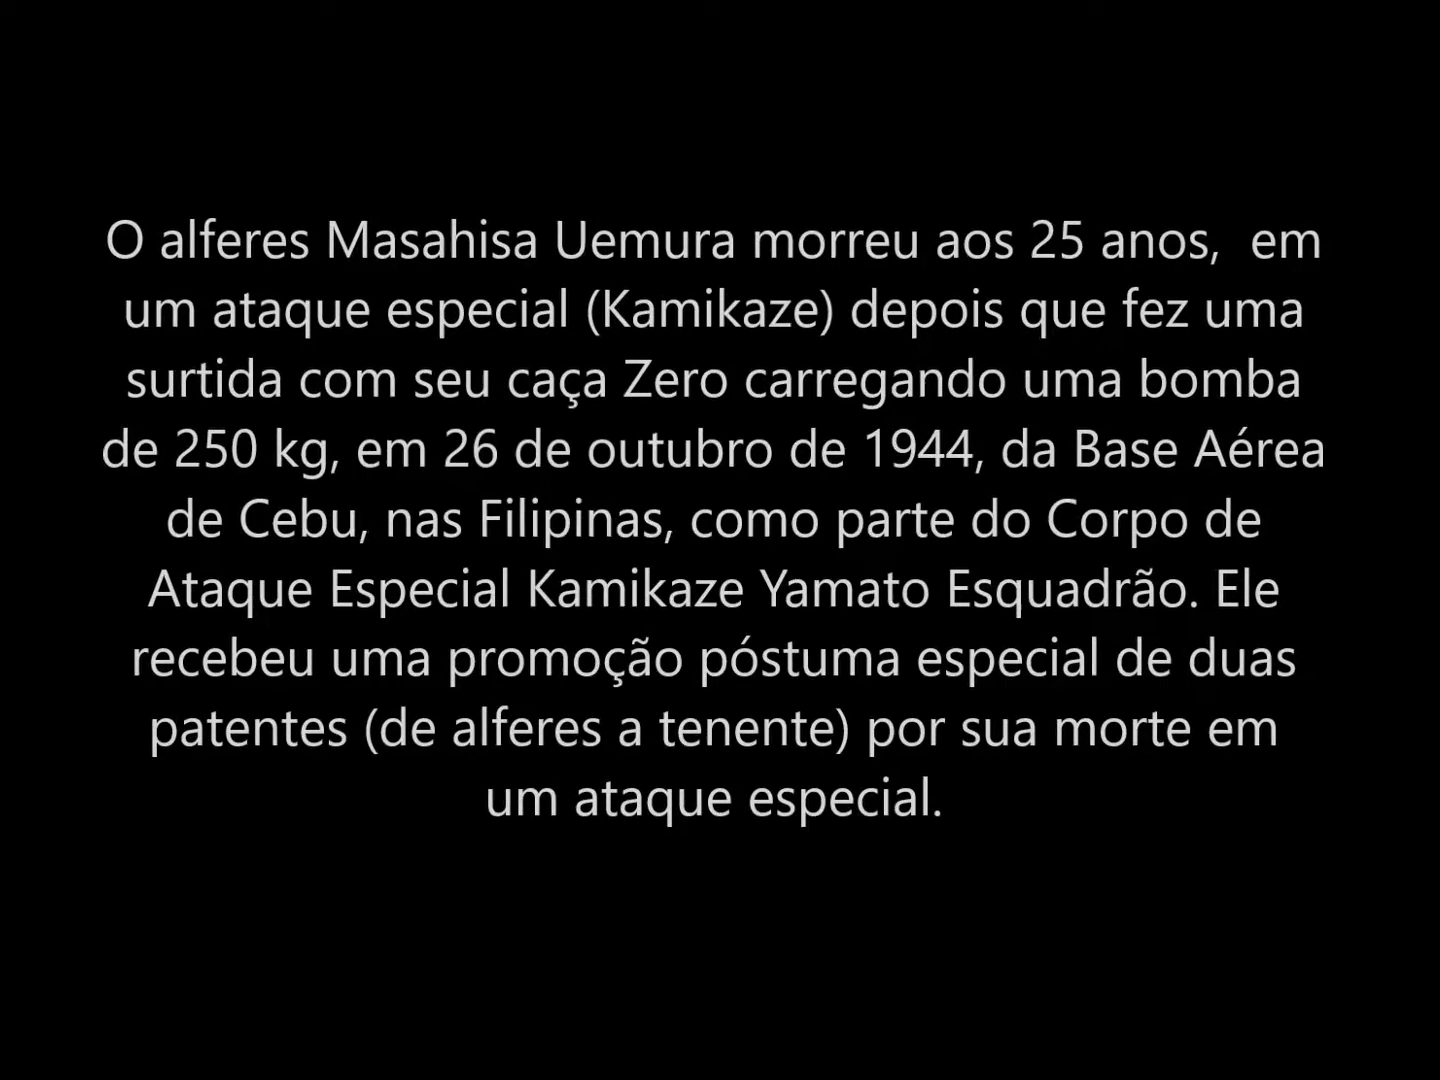 O alferes Masahisa Uemura morreu aos 25 anos,  em
um ataque especial (Kamikaze) depois que fez uma
surtida com seu caça Zero carregando uma bomba
de 250 kg, em 26 de outubro de 1944, da Base Aérea
de Cebu, nas Filipinas, como parte do Corpo de
Ataque Especial Kamikaze Yamato Esquadrão. Ele
recebeu uma promoção póstuma especial de duas
patentes (de alferes a tenente) por sua morte em
um ataque especial.